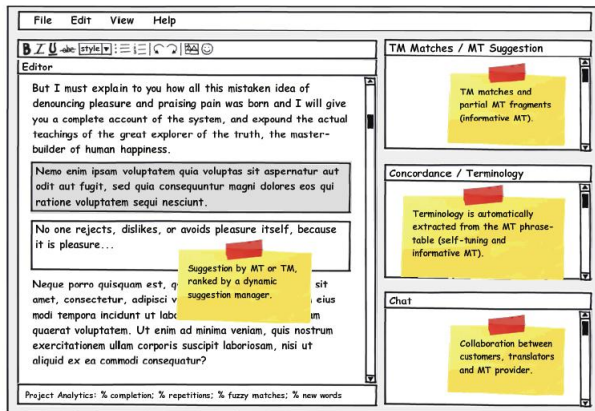 File Edit View Help
B I U abc style
Editor
But I must explain to you how all this mistaken idea of
denouncing pleasure and praising pain was born and I will give
you a complete account of the system, and expound the actual
teachings of the great explorer of the truth, the master-
builder of human happiness.
Nemo enim ipsam voluptatem quia voluptas sit aspernatur aut
odit aut fugit, sed quia consequuntur magni dolores eos qui
ratione voluptatem sequi nesciunt.
No one rejects, dislikes, or avoids pleasure itself, because
it is pleasure...
Suggestion by MT or TM,
ranked by a dynamic
suggestion manager.
Neque porro quisquam est, q sit
amet, consectetur, adipisci v eius
modi tempora incidunt ut labo m
quaerat voluptatem. Ut enim ad minima veniam, quis nostrum
exercitationem ullam corporis suscipit laboriosam, nisi ut
aliquid ex ea commodi consequatur?
Project Analytics: % completion; % repetitions; % fuzzy matches; % new words
TM Matches / MT Suggestion
TM matches and
partial MT fragments
(informative MT).
Concordance / Terminology
Terminology is automatically
extracted from the MT phrase-
table (self-tuning and
informative MT).
Chat
Collaboration between
customers, translators
and MT provider.